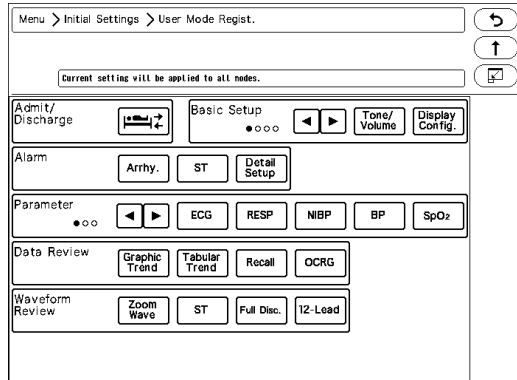 Menu > Initial Settings > User Mode Regist.
Current setting will be applied to all nodes.
Admit/
Discharge
Basic Setup
Tone/
Volume
Display
Config.
Alarm
Arrhy.
ST
Detail
Setup
Parameter
ECG
RESP
NIBP
BP
SpO2
Data Review
Graphic
Trend
Tabular
Trend
Recall
OCRG
Waveform
Review
Zoom
Wave
ST
Full Disc.
12-Lead